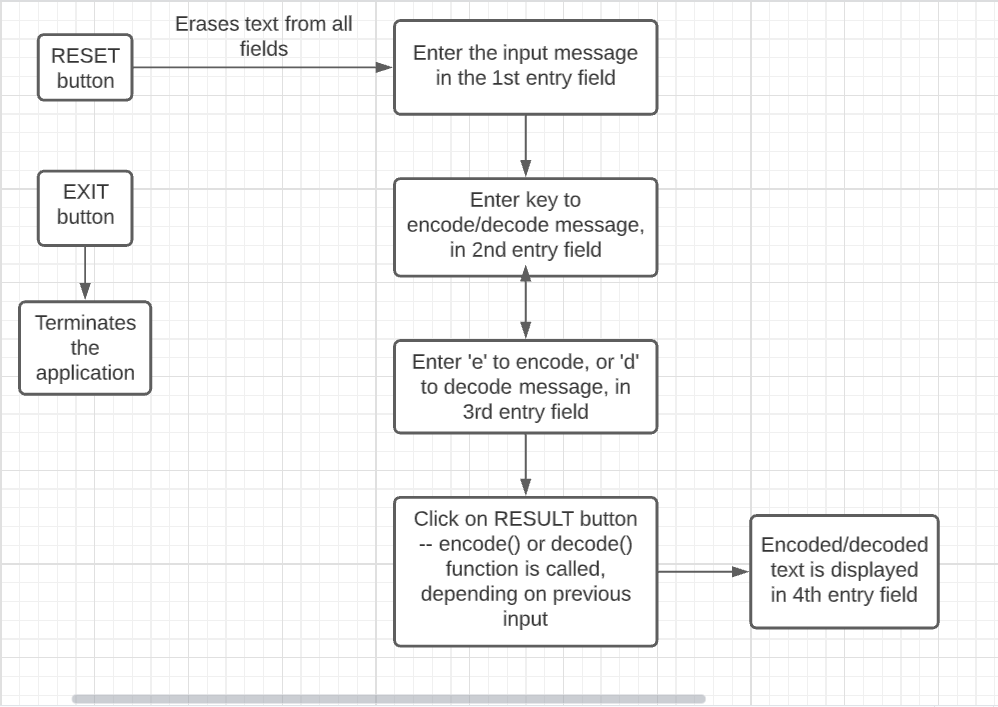 Erases text from all
fields
RESET
button
Enter the input message
in the 1st entry field
EXIT
button
Enter key to
encode/decode message,
in 2nd entry field
Terminates
the
application
Enter 'e' to encode, or 'd'
to decode message, in
3rd entry field
Click on RESULT button
-- encode() or decode()
function is called,
depending on previous
input
Encoded/decoded
text is displayed
in 4th entry field